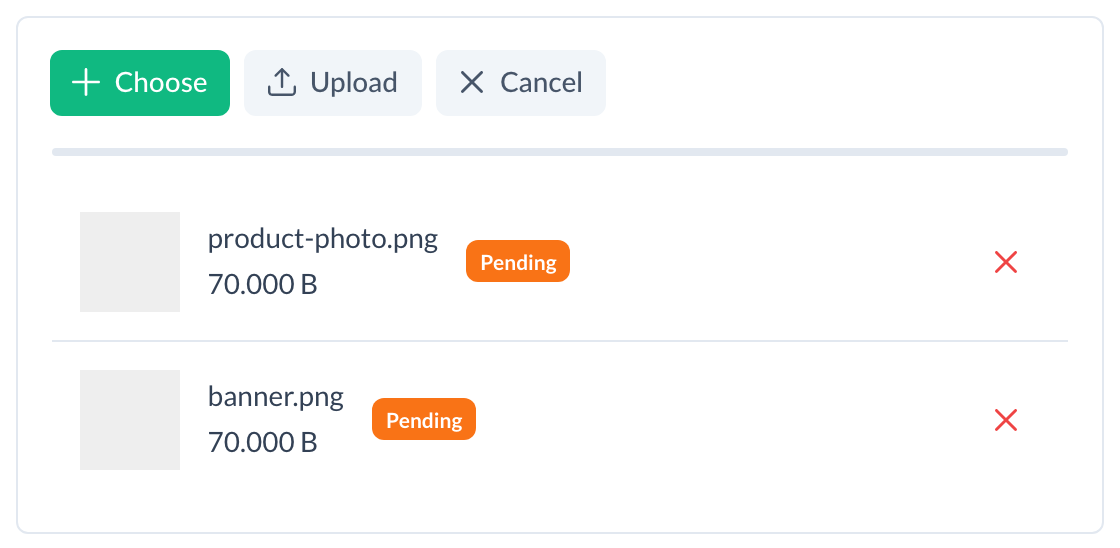 Choose Upload Cancel
product-photo.png
Pending
70.000 B
banner.png
Pending
70.000 B